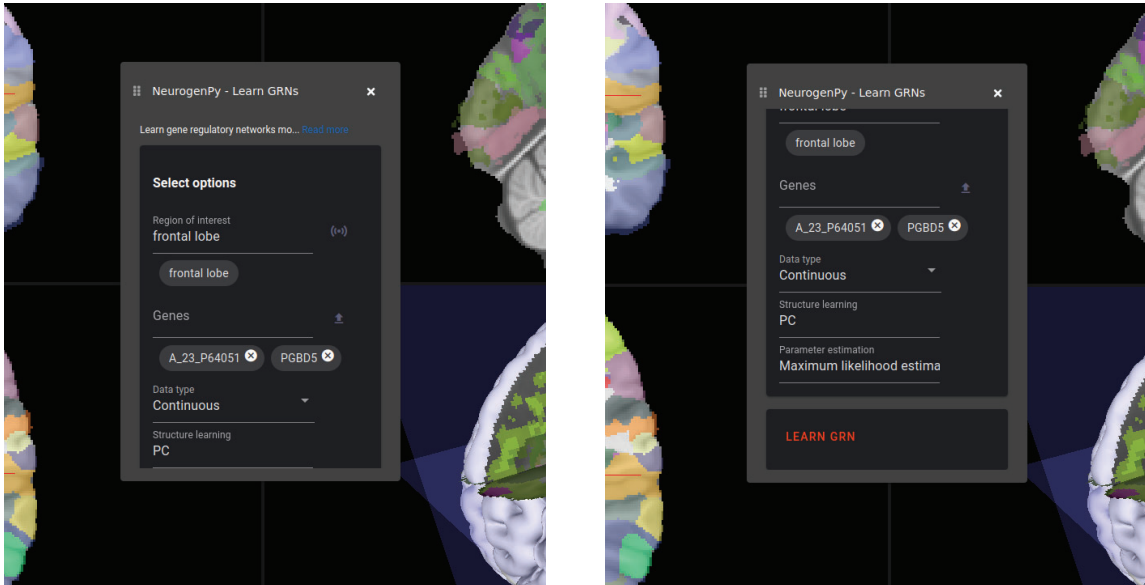 NeurogenPy - Learn GRNs
Learn gene regulatory networks mo... Read more
Select options
Region of interest
frontal lobe
frontal lobe
Genes
A_23_P64051 PGBD5
Data type
Continuous
Structure learning
PC
NeurogenPy - Learn GRNs
frontal lobe
frontal lobe
Genes
A_23_P64051 PGBD5
Data type
Continuous
Structure learning
PC
Parameter estimation
Maximum likelihood estima
LEARN GRN